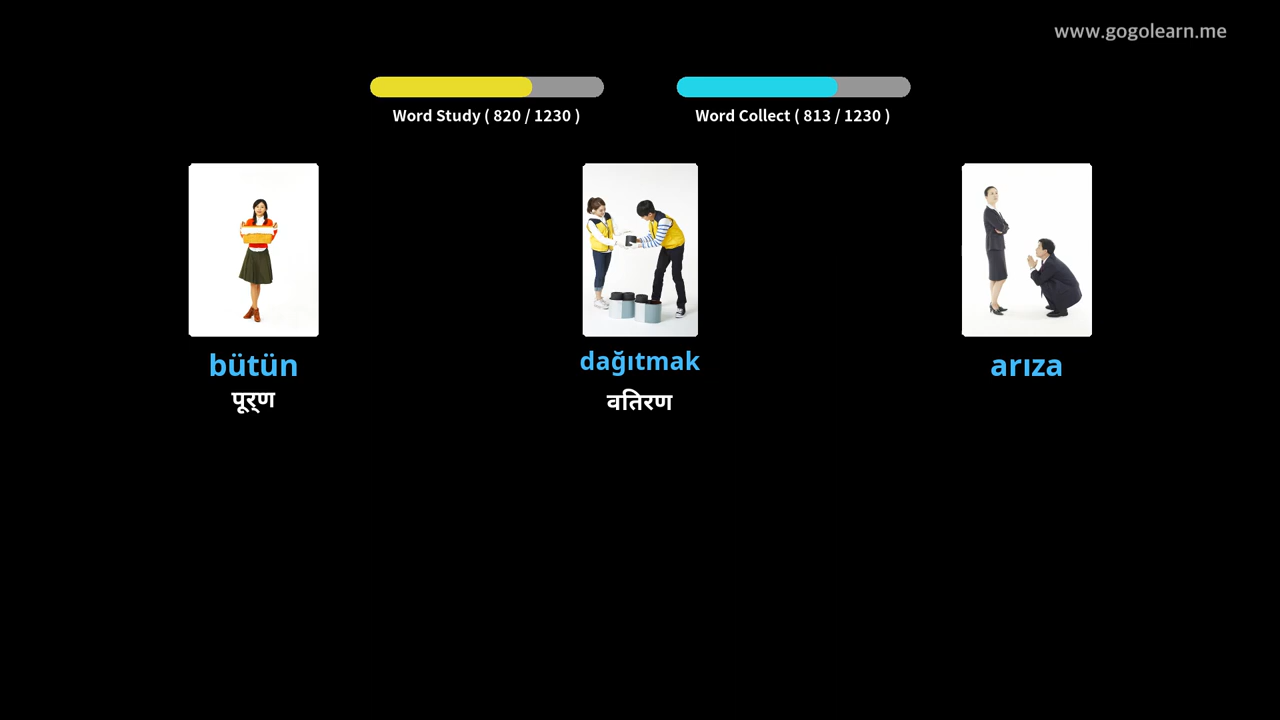 www.gogolearn.me
Word Study ( 820 / 1230 )
Word Collect ( 813 / 1230 )
bütün
dağıtmak
arıza
पूर्ण
वितरण